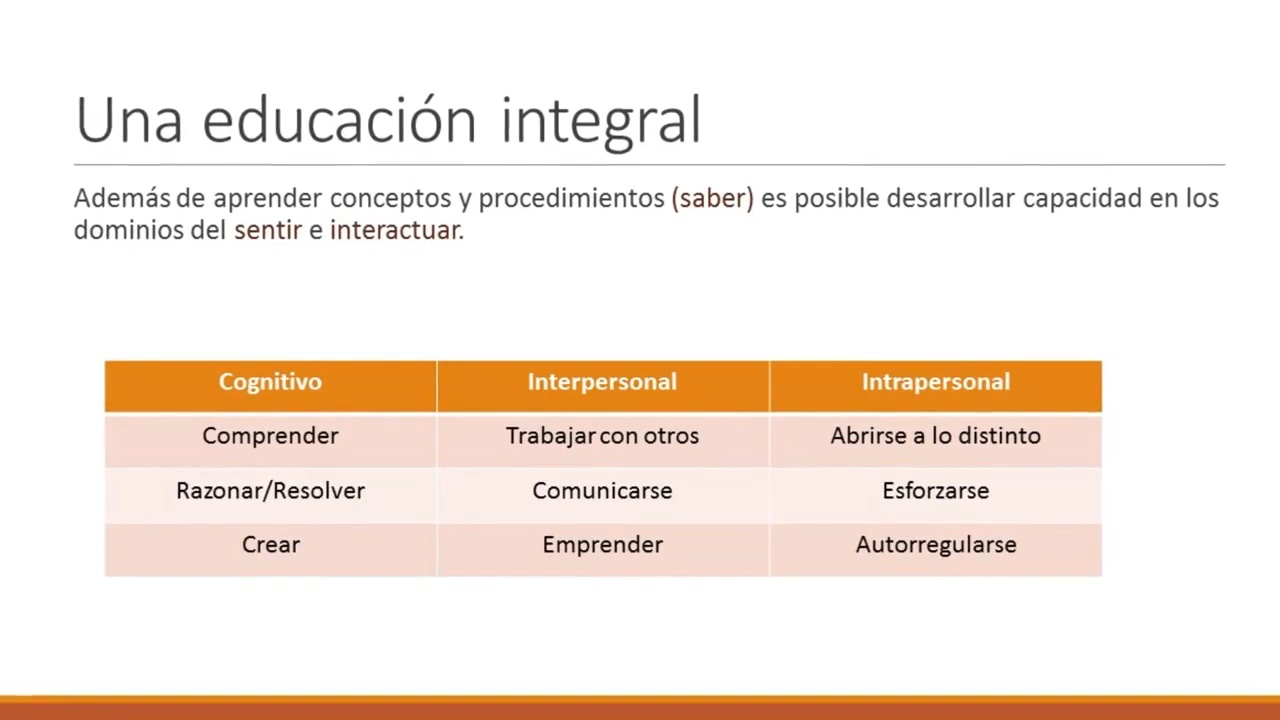 Una educación integral
Además de aprender conceptos y procedimientos (saber) es posible desarrollar capacidad en los
dominios del sentir e interactuar.
Cognitivo Interpersonal Intrapersonal
Comprender Trabajar con otros Abrirse a lo distinto
Razonar/Resolver Comunicarse Esforzarse
Crear Emprender Autorregularse